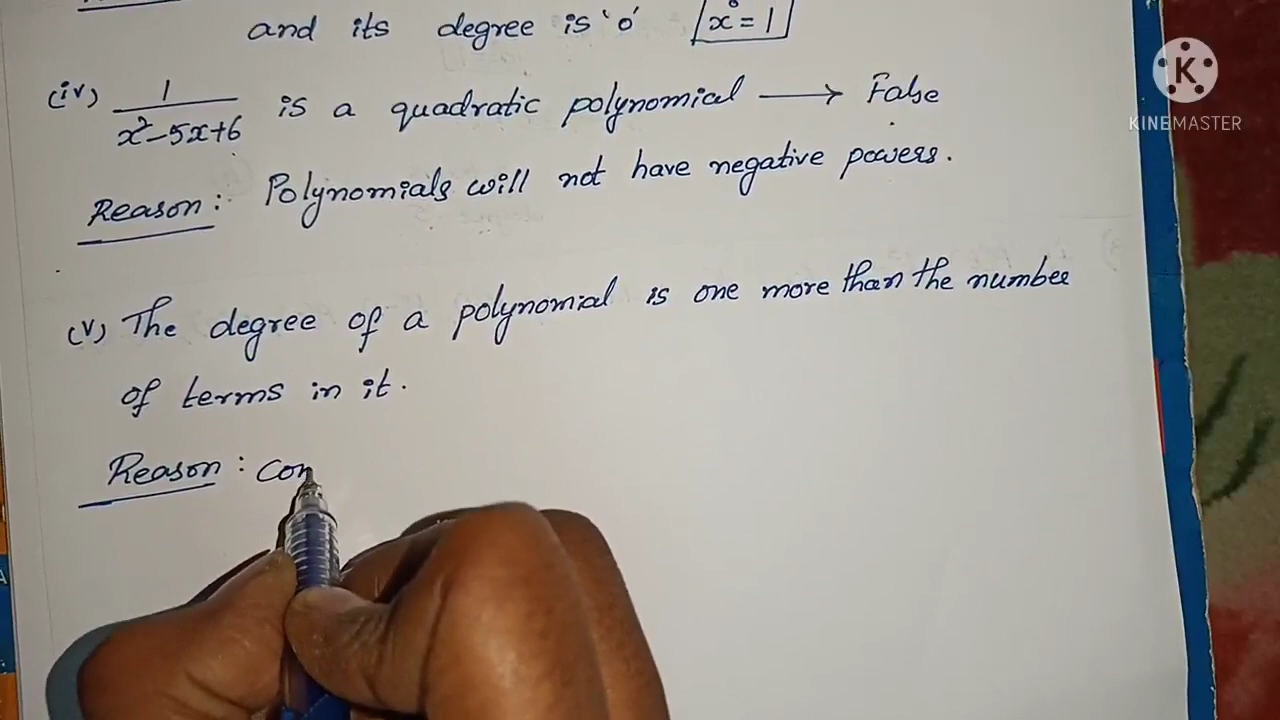 and its degree is '0' x⁰ = 1
(iv) 1/x²-5x+6 is a quadratic polynomial → False
Reason: Polynomials will not have negative powers.
(v) The degree of a polynomial is one more than the number
of terms in it.
Reason: Con
K
KINEMASTER